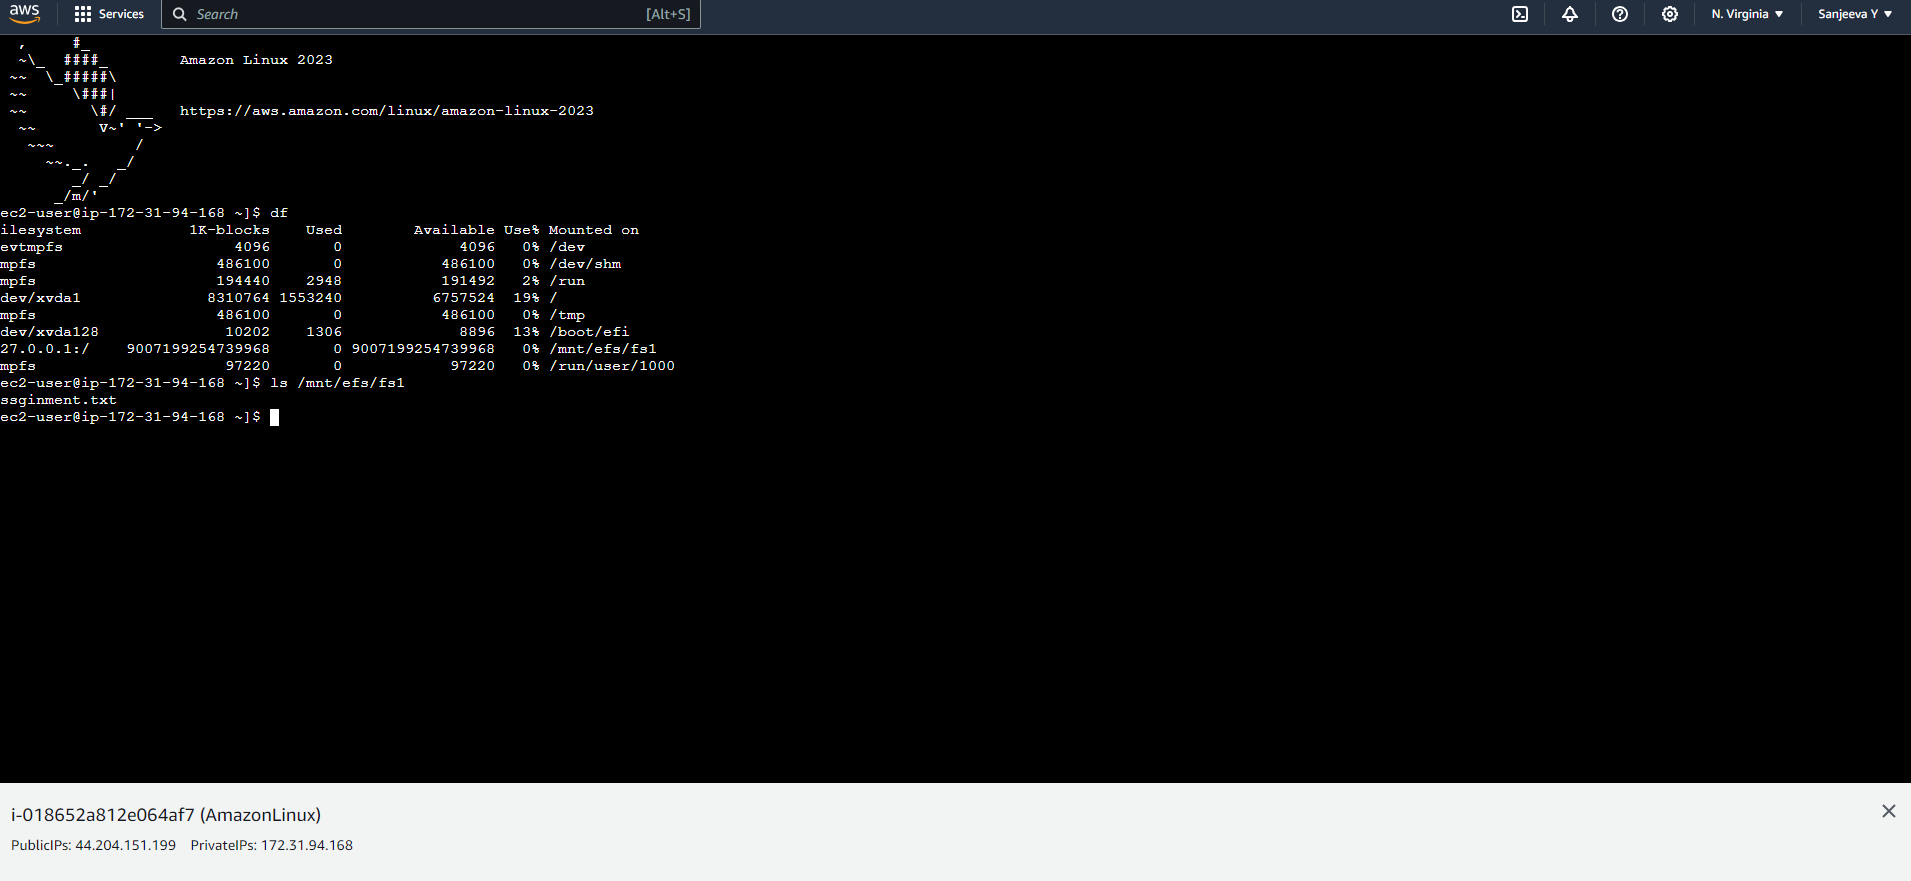 aws Services Search [Alt+S] N. Virginia Sanjeeva Y
  ,     #_
  ~\_  ####_        Amazon Linux 2023
 ~~  \_#####\
 ~~     \###|
 ~~       \#/ ___   https://aws.amazon.com/linux/amazon-linux-2023
  ~~       V~' '->
   ~~~         /
     ~~._.   _/
        _/ _/
      _/m/'
ec2-user@ip-172-31-94-168 ~]$ df
ilesystem            1K-blocks    Used        Available Use% Mounted on
evtmpfs                   4096       0             4096   0% /dev
mpfs                    486100       0           486100   0% /dev/shm
mpfs                    194440    2948           191492   2% /run
dev/xvda1              8310764 1553240          6757524  19% /
mpfs                    486100       0           486100   0% /tmp
dev/xvda128              10202    1306             8896  13% /boot/efi
27.0.0.1:/    9007199254739968       0 9007199254739968   0% /mnt/efs/fs1
mpfs                     97220       0            97220   0% /run/user/1000
ec2-user@ip-172-31-94-168 ~]$ ls /mnt/efs/fs1
ssginment.txt
ec2-user@ip-172-31-94-168 ~]$
i-018652a812e064af7 (AmazonLinux)
PublicIPs: 44.204.151.199 PrivateIPs: 172.31.94.168